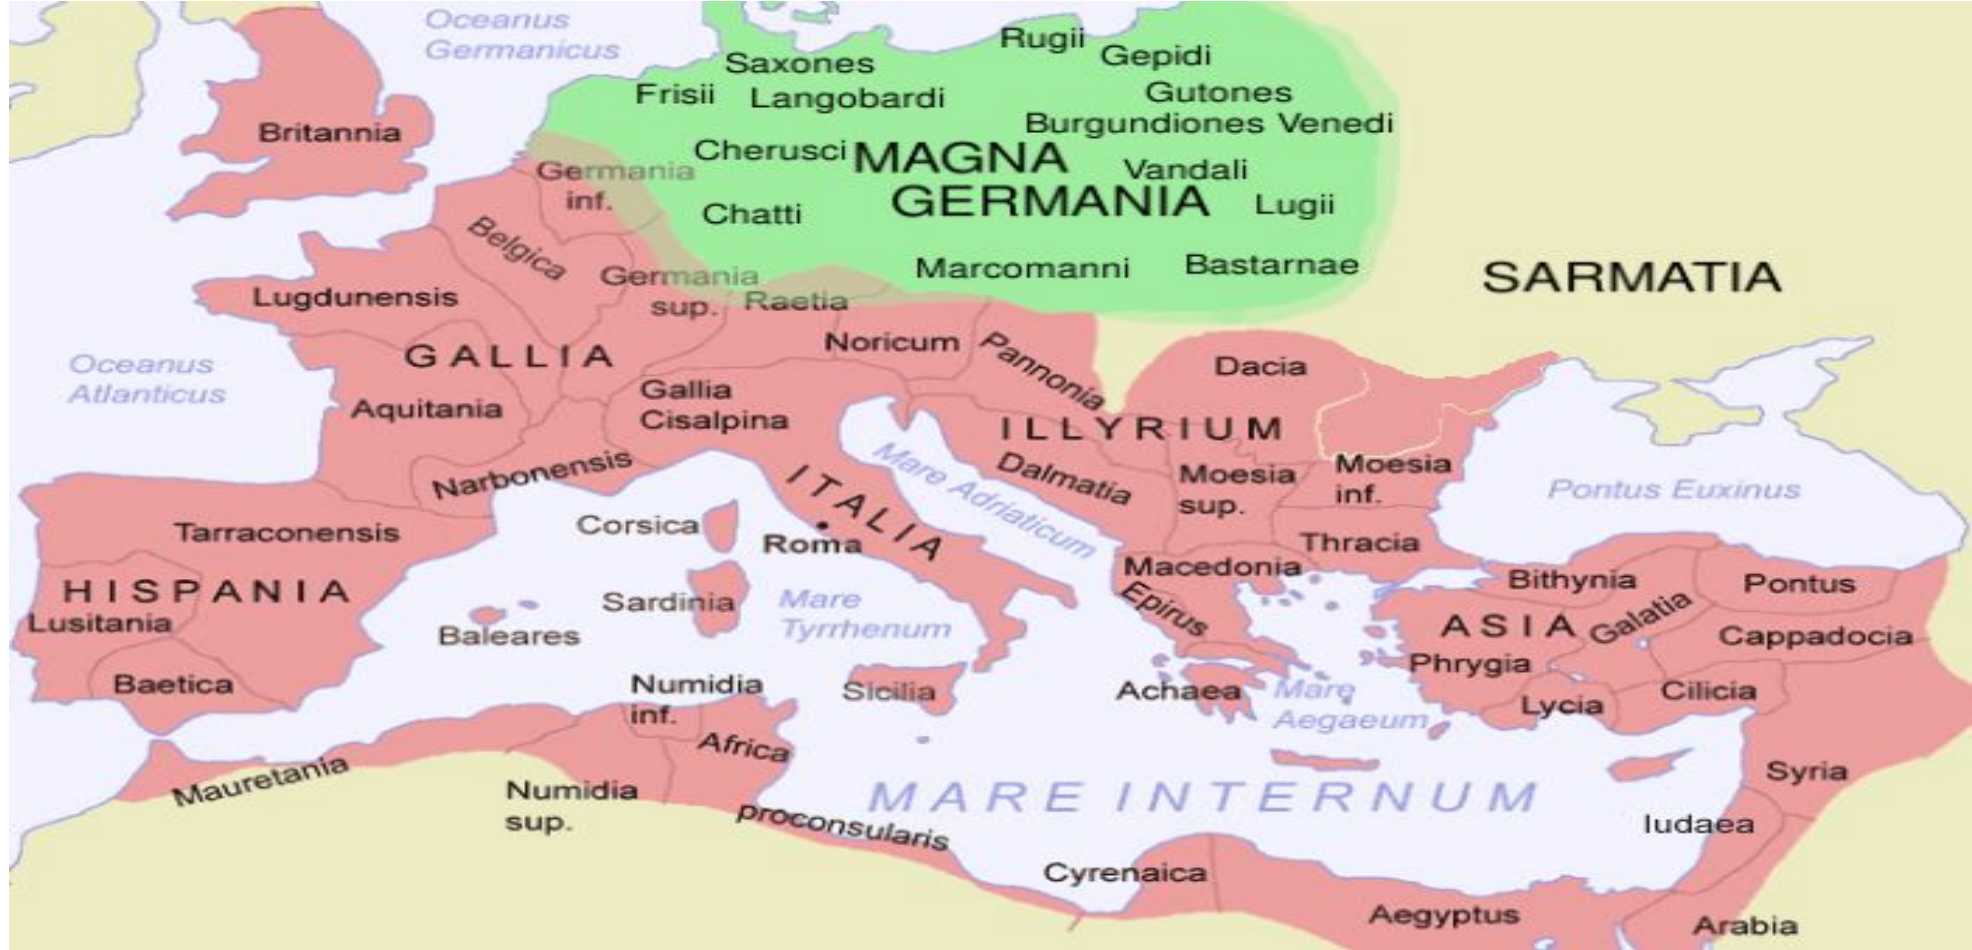 Oceanus
Germanicus
Rugii
Gepidi
Saxones
Frisii
Langobardi
Gutones
Burgundiones Venedi
Britannia
Cherusci
MAGNA
GERMANIA
Vandali
Germania
inf.
Chatti
Lugii
Belgica
Germania
sup.
Raetia
Marcomanni
Bastarnae
SARMATIA
Lugdunensis
Noricum
Pannonia
Dacia
GALLIA
Oceanus
Atlanticus
Aquitania
Gallia
Cisalpina
ILLYRIUM
Narbonensis
Mare Adriaticum
Dalmatia
Moesia
sup.
Moesia
inf.
Pontus Euxinus
ITALIA
Corsica
Roma
Tarraconensis
Thracia
Macedonia
Epirus
Bithynia
Pontus
HISPANIA
Lusitania
Sardinia
Mare
Tyrrhenum
Baleares
ASIA
Galatia
Cappadocia
Phrygia
Baetica
Numidia
inf.
Sicilia
Achaea
Mare
Aegaeum
Lycia
Cilicia
Africa
Mauretania
Numidia
sup.
proconsularis
MARE INTERNUM
Syria
Iudaea
Cyrenaica
Aegyptus
Arabia